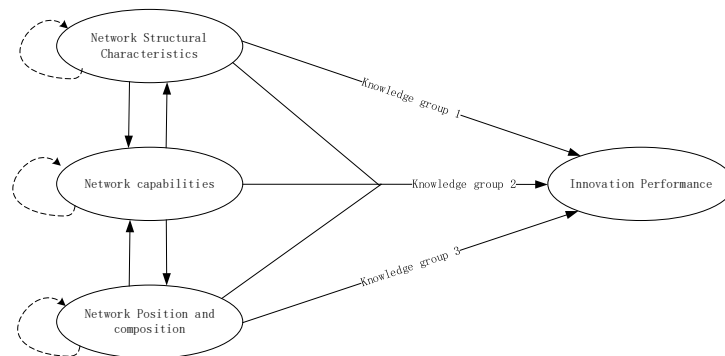 Network Structural
Characteristics
Knowledge group 1
Network capabilities
Knowledge group 2
Innovation Performance
Knowledge group 3
Network Position and
composition